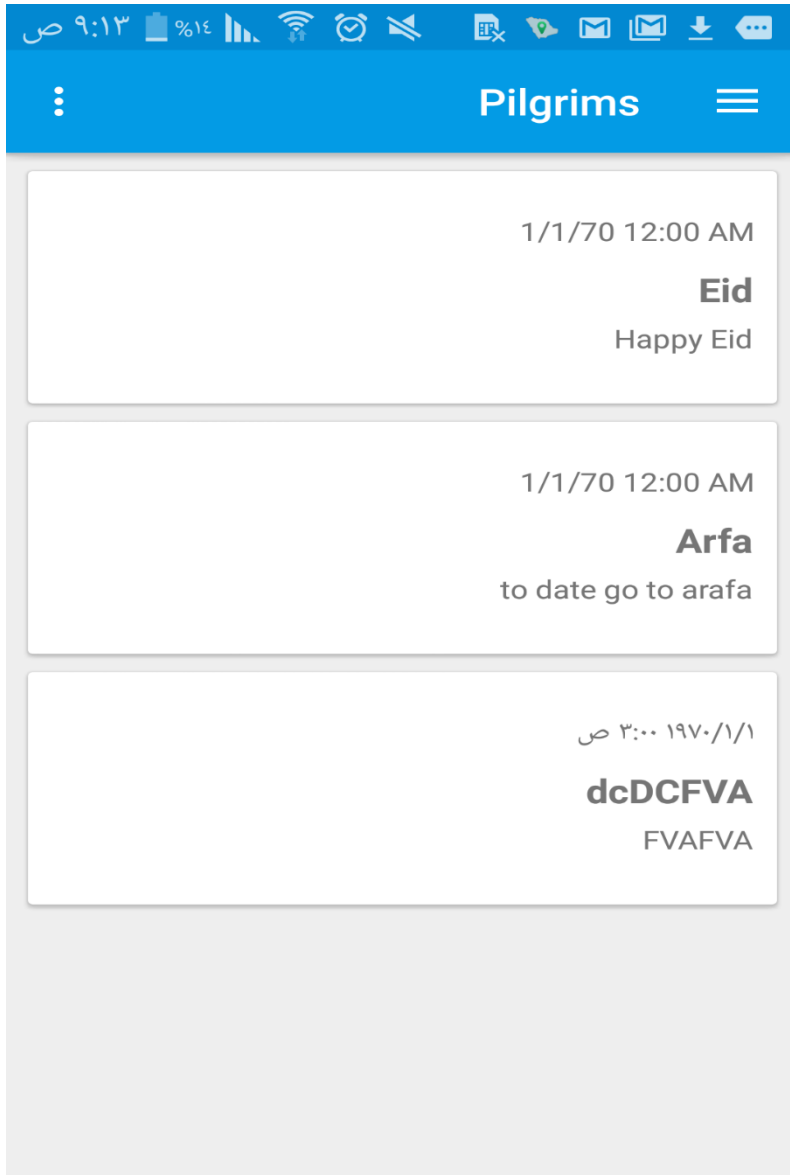 ٩:١٣ ص %١٤
Pilgrims
1/1/70 12:00 AM
Eid
Happy Eid
1/1/70 12:00 AM
Arfa
to date go to arafa
١٩٧٠/١/١ ٣:٠٠ ص
dcDCFVA
FVAFVA